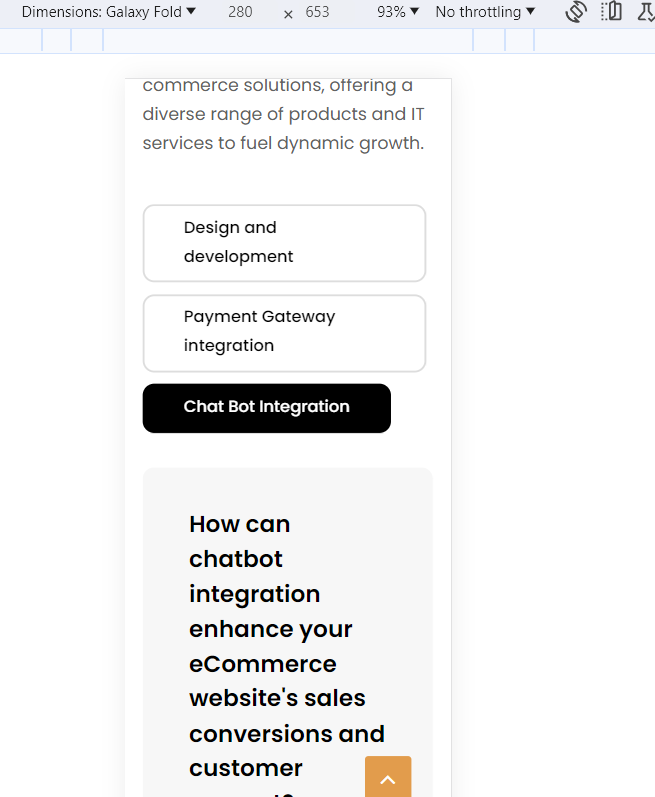 Dimensions: Galaxy Fold ▼ 280 × 653 93% ▼ No throttling ▼
commerce solutions, offering a
diverse range of products and IT
services to fuel dynamic growth.
Design and
development
Payment Gateway
integration
Chat Bot Integration
How can
chatbot
integration
enhance your
eCommerce
website's sales
conversions and
customer